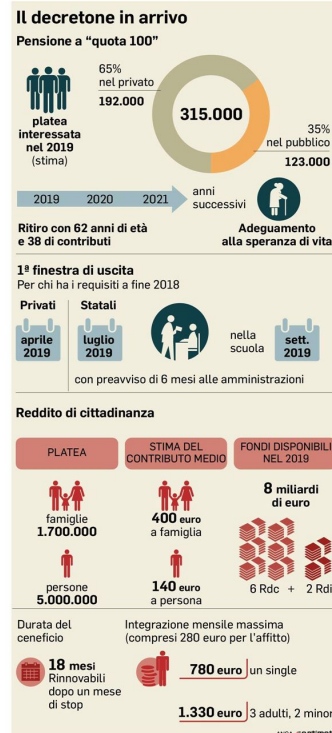 Il decretone in arrivo
Pensione a “quota 100”
65%
nel privato
192.000
platea
interessata
nel 2019
(stima)
315.000
35%
nel pubblico
123.000
2019 2020 2021
anni
successivi
Ritiro con 62 anni di età
e 38 di contributi
Adeguamento
alla speranza di vita
1ª finestra di uscita
Per chi ha i requisiti a fine 2018
Privati Statali
aprile
2019
luglio
2019
nella
scuola
sett.
2019
con preavviso di 6 mesi alle amministrazioni
Reddito di cittadinanza
PLATEA
STIMA DEL
CONTRIBUTO MEDIO
FONDI DISPONIBILI
NEL 2019
famiglie
1.700.000
400 euro
a famiglia
8 miliardi
di euro
persone
5.000.000
140 euro
a persona
6 Rdc + 2 Rdi
Durata del
ceneficio
18 mesi
Rinnovabili
dopo un mese
di stop
Integrazione mensile massima
(compresi 280 euro per l'affitto)
780 euro un single
1.330 euro 3 adulti, 2 minor